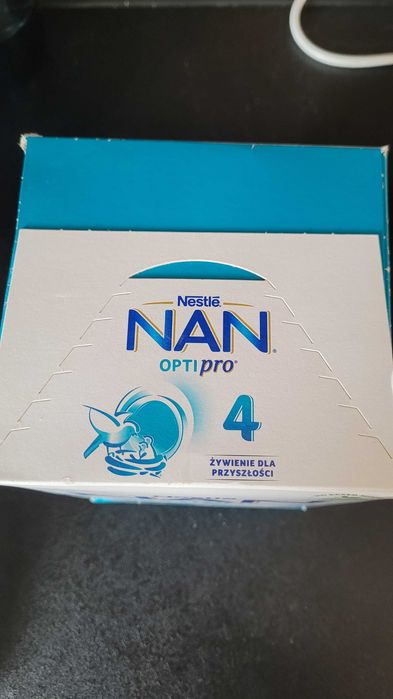 Nestlé
NAN®
OPTIpro®
4
ŻYWIENIE DLA
PRZYSZŁOŚCI